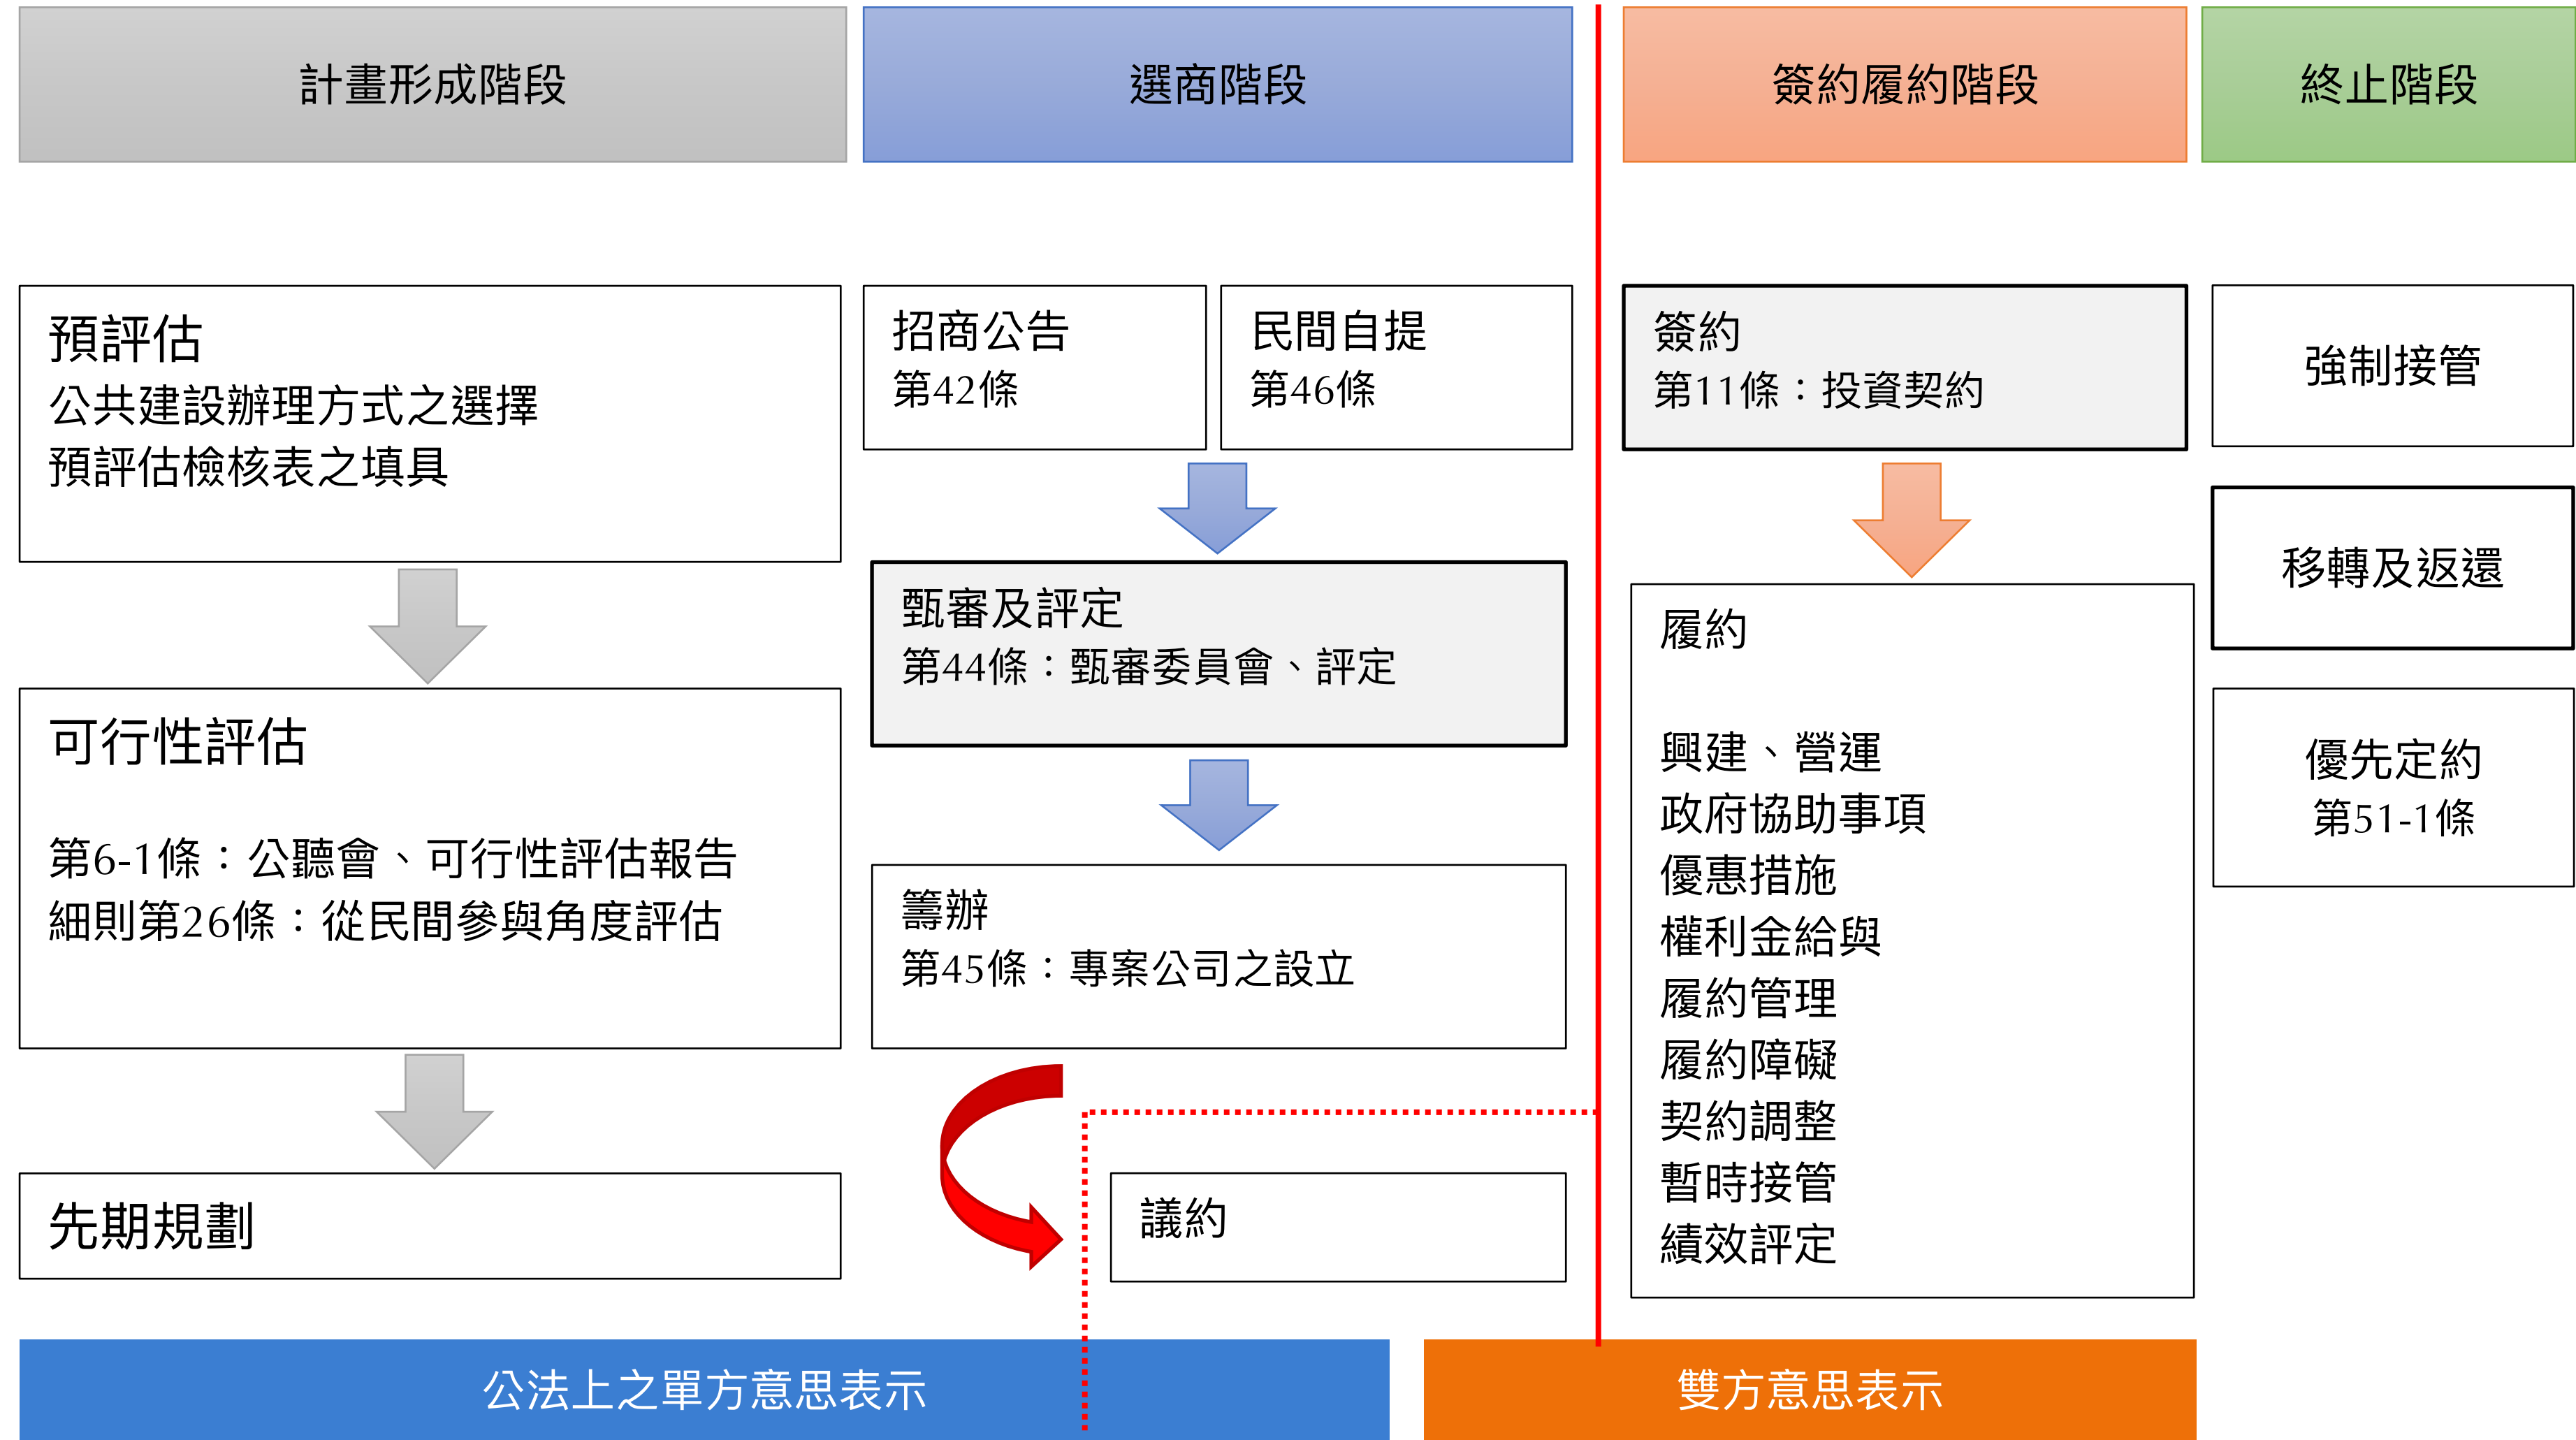 計畫形成階段
選商階段
簽約履約階段
終止階段
預評估
公共建設辦理方式之選擇
預評估檢核表之填具
可行性評估
第6-1條：公聽會、可行性評估報告
細則第26條：從民間參與角度評估
先期規劃
招商公告
第42條
民間自提
第46條
甄審及評定
第44條：甄審委員會、評定
籌辦
第45條：專案公司之設立
議約
簽約
第11條：投資契約
履約
興建、營運
政府協助事項
優惠措施
權利金給與
履約管理
履約障礙
契約調整
暫時接管
績效評定
強制接管
移轉及返還
優先定約
第51-1條
公法上之單方意思表示
雙方意思表示